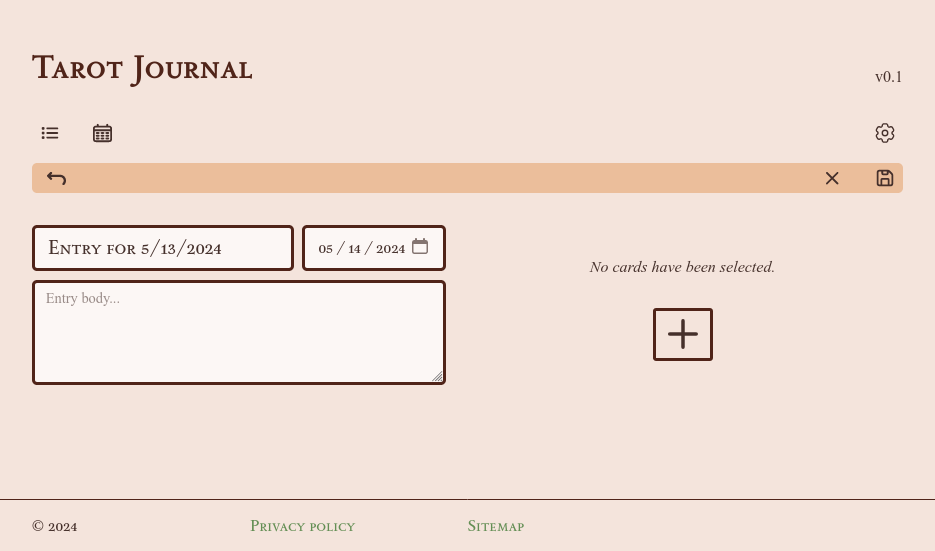 Tarot Journal
v0.1
Entry for 5/13/2024
05 / 14 / 2024
Entry body...
No cards have been selected.
© 2024
Privacy policy
Sitemap